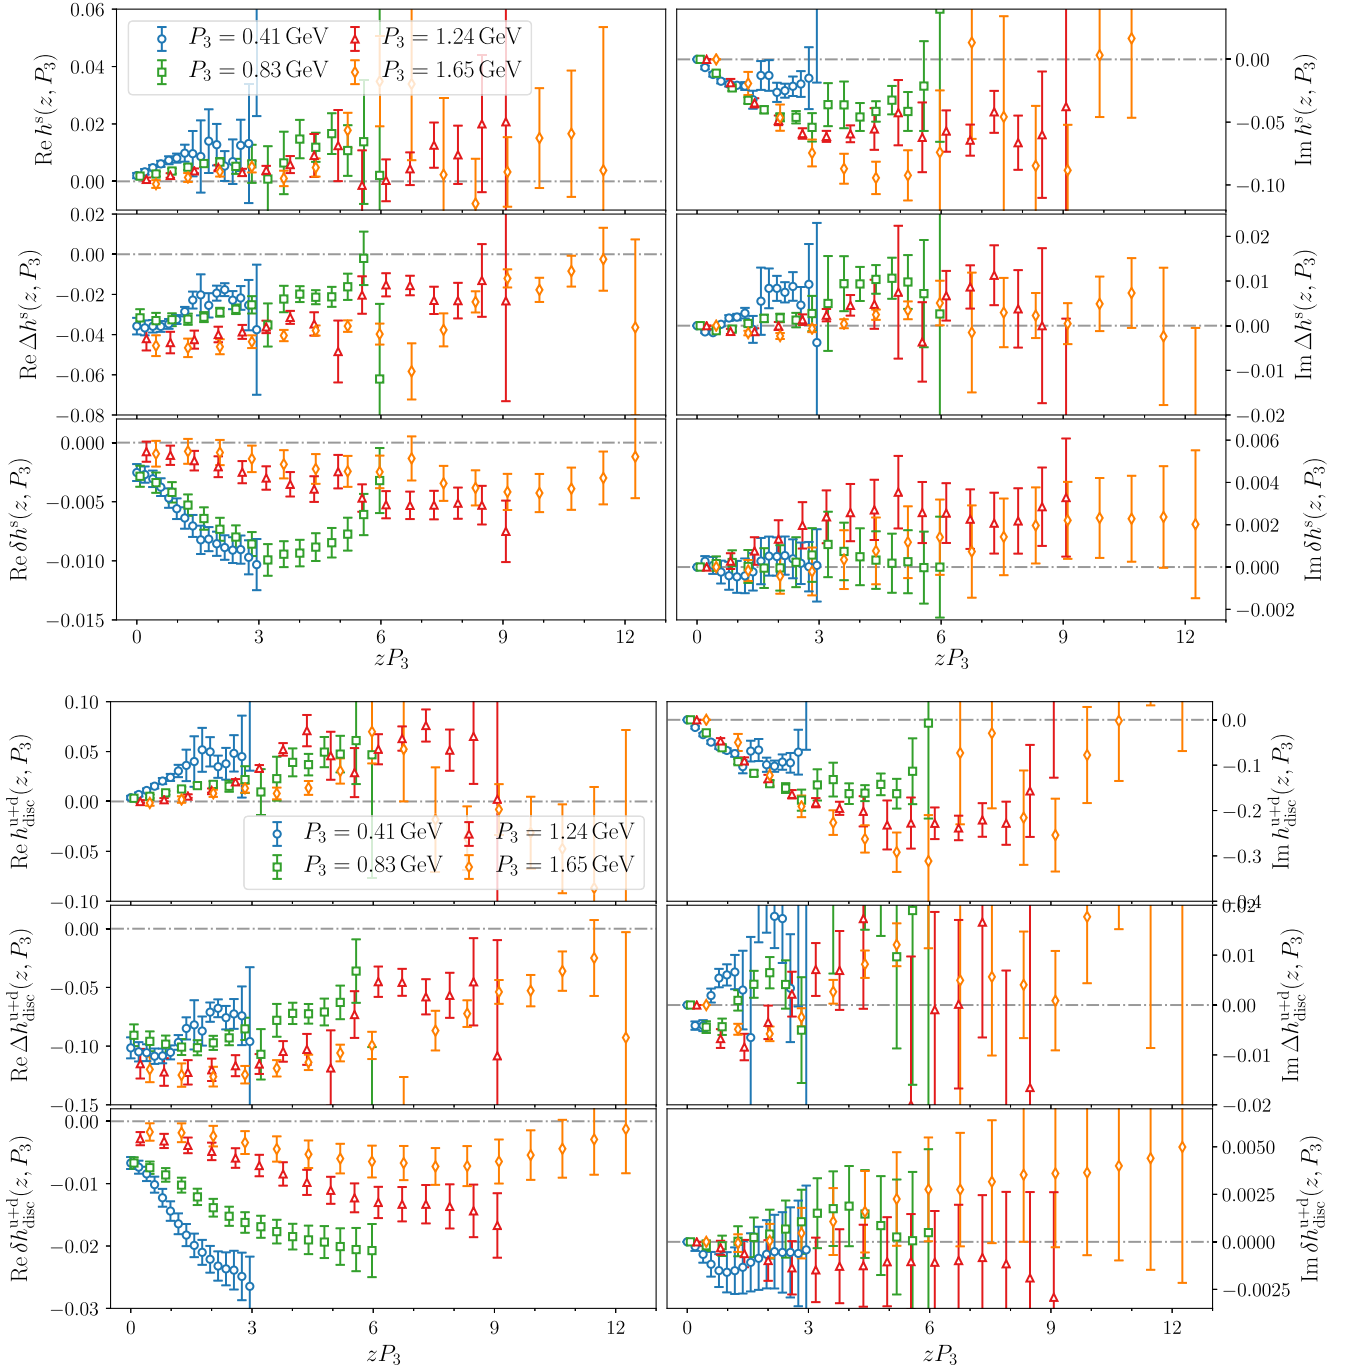 0.06
0.04
0.02
0.00
Re h^s(z, P_3)
P_3 = 0.41 GeV
P_3 = 0.83 GeV
P_3 = 1.24 GeV
P_3 = 1.65 GeV
0.00
−0.05
−0.10
Im h^s(z, P_3)
0.02
0.00
−0.02
−0.04
−0.06
−0.08
Re Δh^s(z, P_3)
0.02
0.01
0.00
−0.01
−0.02
Im Δh^s(z, P_3)
0.000
−0.005
−0.010
−0.015
Re δh^s(z, P_3)
0.006
0.004
0.002
0.000
−0.002
Im δh^s(z, P_3)
0 3 6 9 12
zP_3
0 3 6 9 12
zP_3
0.10
0.05
0.00
−0.05
−0.10
Re h^{u+d}_{disc}(z, P_3)
P_3 = 0.41 GeV
P_3 = 0.83 GeV
P_3 = 1.24 GeV
P_3 = 1.65 GeV
0.0
−0.1
−0.2
−0.3
−0.4
Im h^{u+d}_{disc}(z, P_3)
0.00
−0.05
−0.10
−0.15
Re Δh^{u+d}_{disc}(z, P_3)
0.02
0.01
0.00
−0.01
−0.02
Im Δh^{u+d}_{disc}(z, P_3)
0.00
−0.01
−0.02
−0.03
Re δh^{u+d}_{disc}(z, P_3)
0.0050
0.0025
0.0000
−0.0025
Im δh^{u+d}_{disc}(z, P_3)
0 3 6 9 12
zP_3
0 3 6 9 12
zP_3